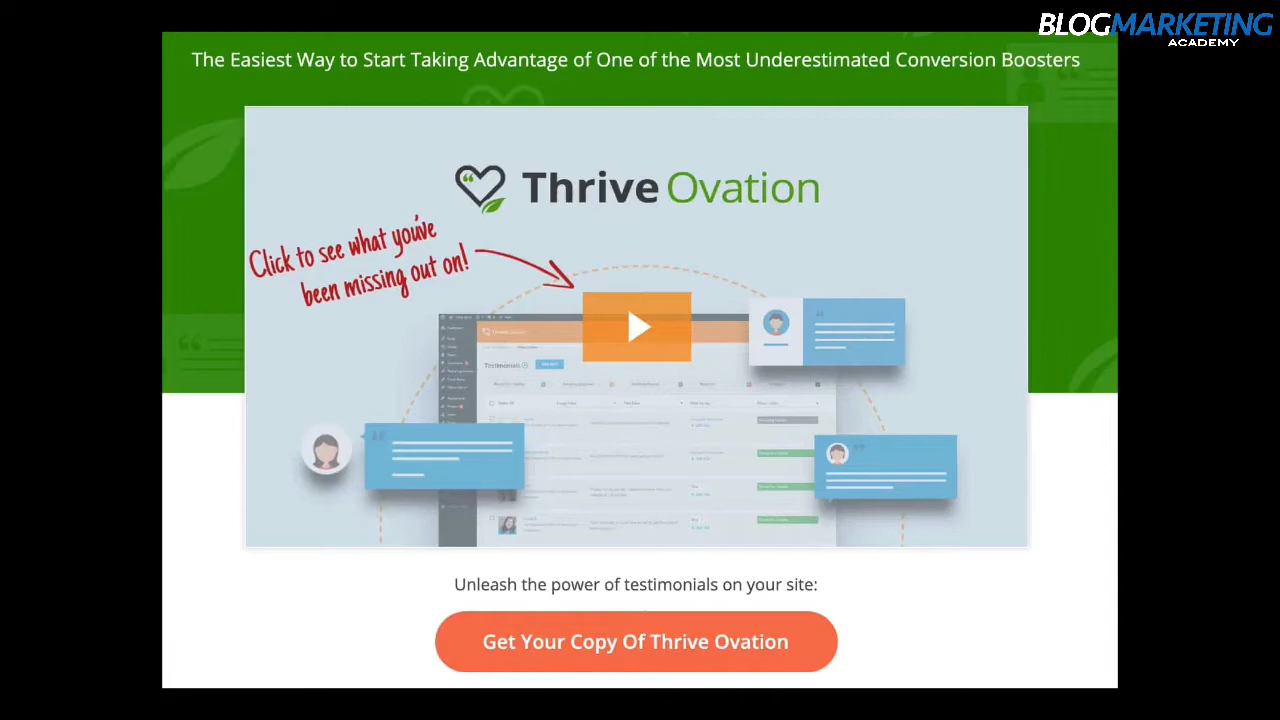 BLOGMARKETING
ACADEMY
The Easiest Way to Start Taking Advantage of One of the Most Underestimated Conversion Boosters
Thrive Ovation
Click to see what you've
been missing out on!
Thrive Ovation
Testimonials
Unleash the power of testimonials on your site:
Get Your Copy Of Thrive Ovation